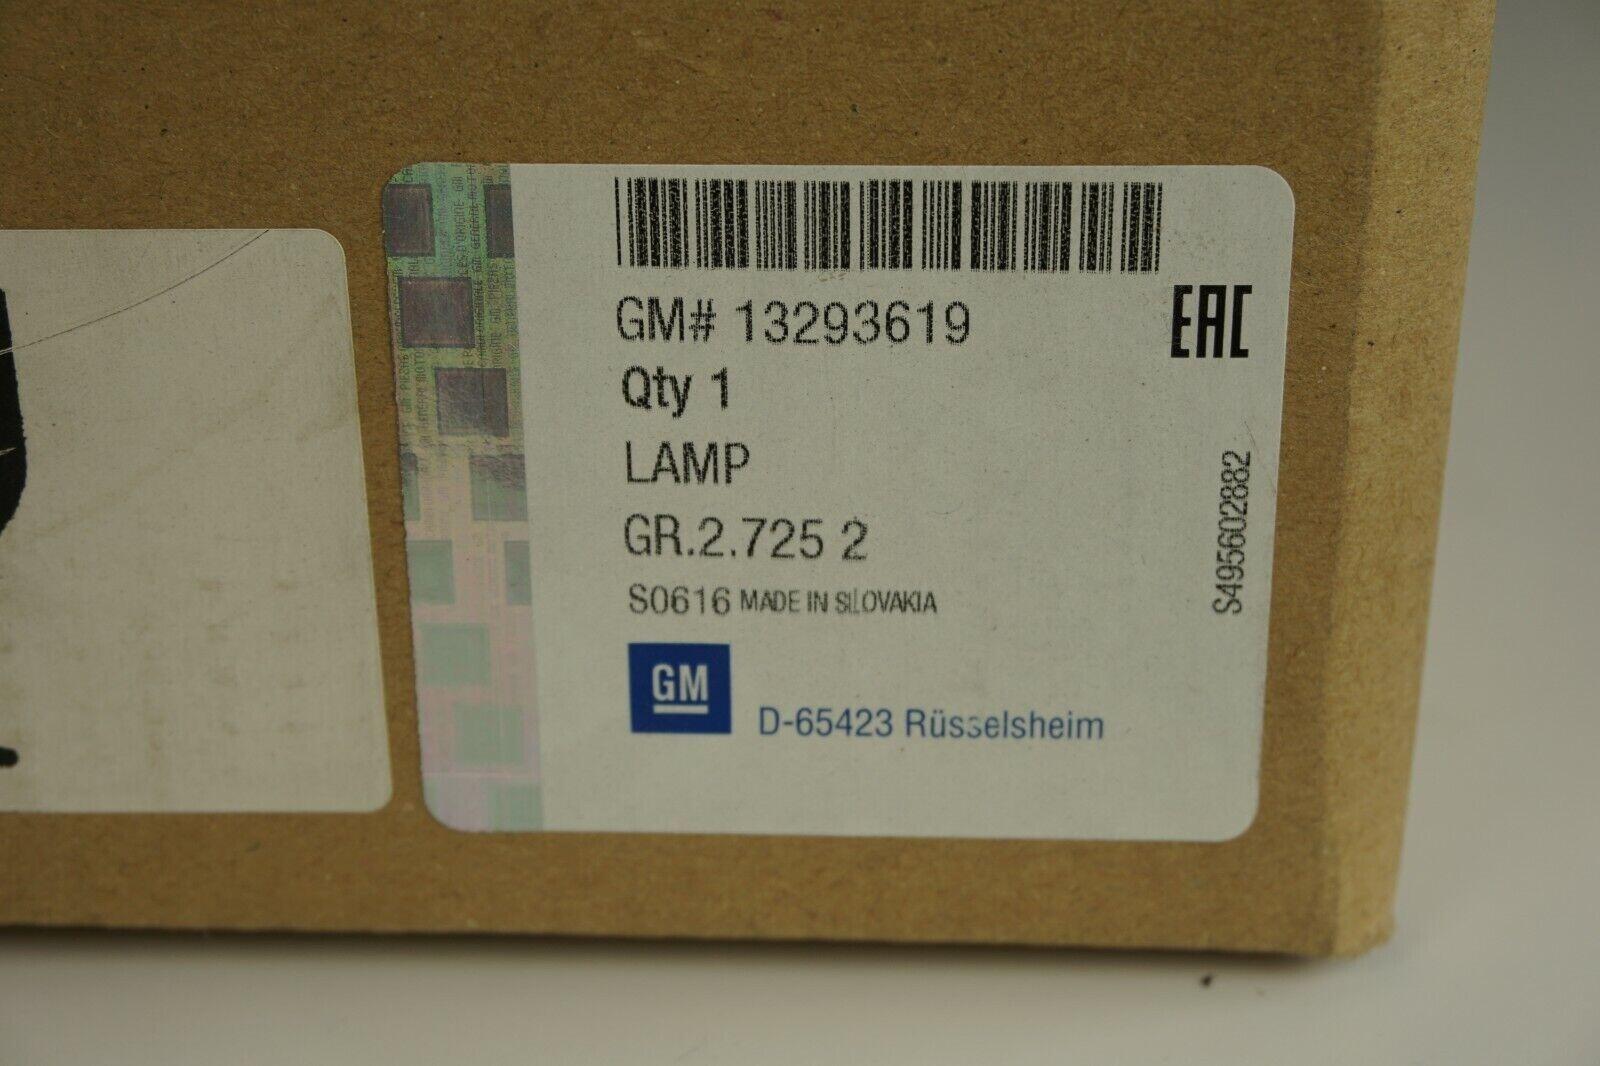 GM# 13293619
EAC
Qty 1
LAMP
GR.2.725 2
S0616 MADE IN SLOVAKIA
S495602882
GM
D-65423 Rüsselsheim